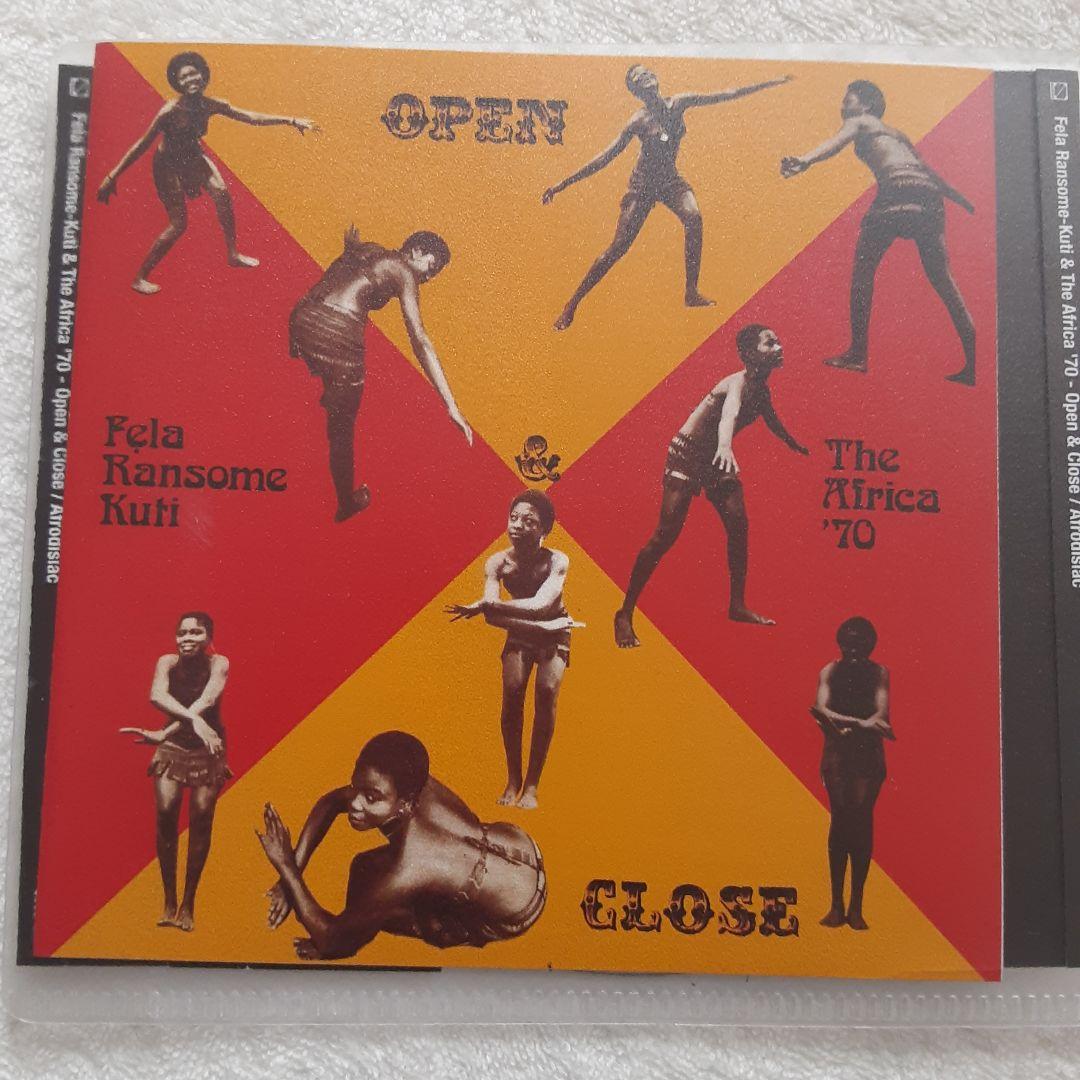 Fela Ransome-Kuti & The Africa '70 - Open & Close / Afrodisiac
OPEN
&
Fẹla
Ransome
Kuti
The
Africa
'70
CLOSE
Fela Ransome-Kuti & The Africa '70 - Open & Close / Afrodisiac